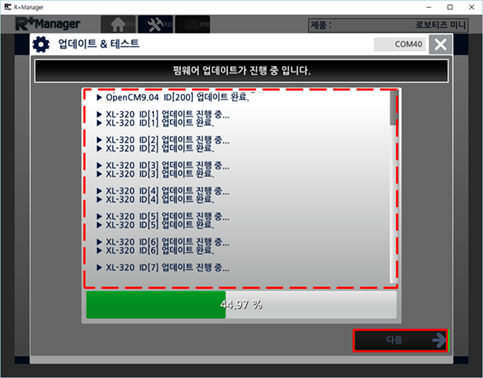 R+Manager
R+Manager
[F1]
[F2]
[F3]
제품 :
로보티즈 미니
업데이트 & 테스트
COM40
펌웨어 업데이트가 진행 중 입니다.
▶ OpenCM9.04 ID[200] 업데이트 완료.
▶ XL-320 ID[1] 업데이트 진행 중...
▶ XL-320 ID[1] 업데이트 완료.
▶ XL-320 ID[2] 업데이트 진행 중...
▶ XL-320 ID[2] 업데이트 완료.
▶ XL-320 ID[3] 업데이트 진행 중...
▶ XL-320 ID[3] 업데이트 완료.
▶ XL-320 ID[4] 업데이트 진행 중...
▶ XL-320 ID[4] 업데이트 완료.
▶ XL-320 ID[5] 업데이트 진행 중...
▶ XL-320 ID[5] 업데이트 완료.
▶ XL-320 ID[6] 업데이트 진행 중...
▶ XL-320 ID[6] 업데이트 완료.
▶ XL-320 ID[7] 업데이트 진행 중...
44.97 %
다음